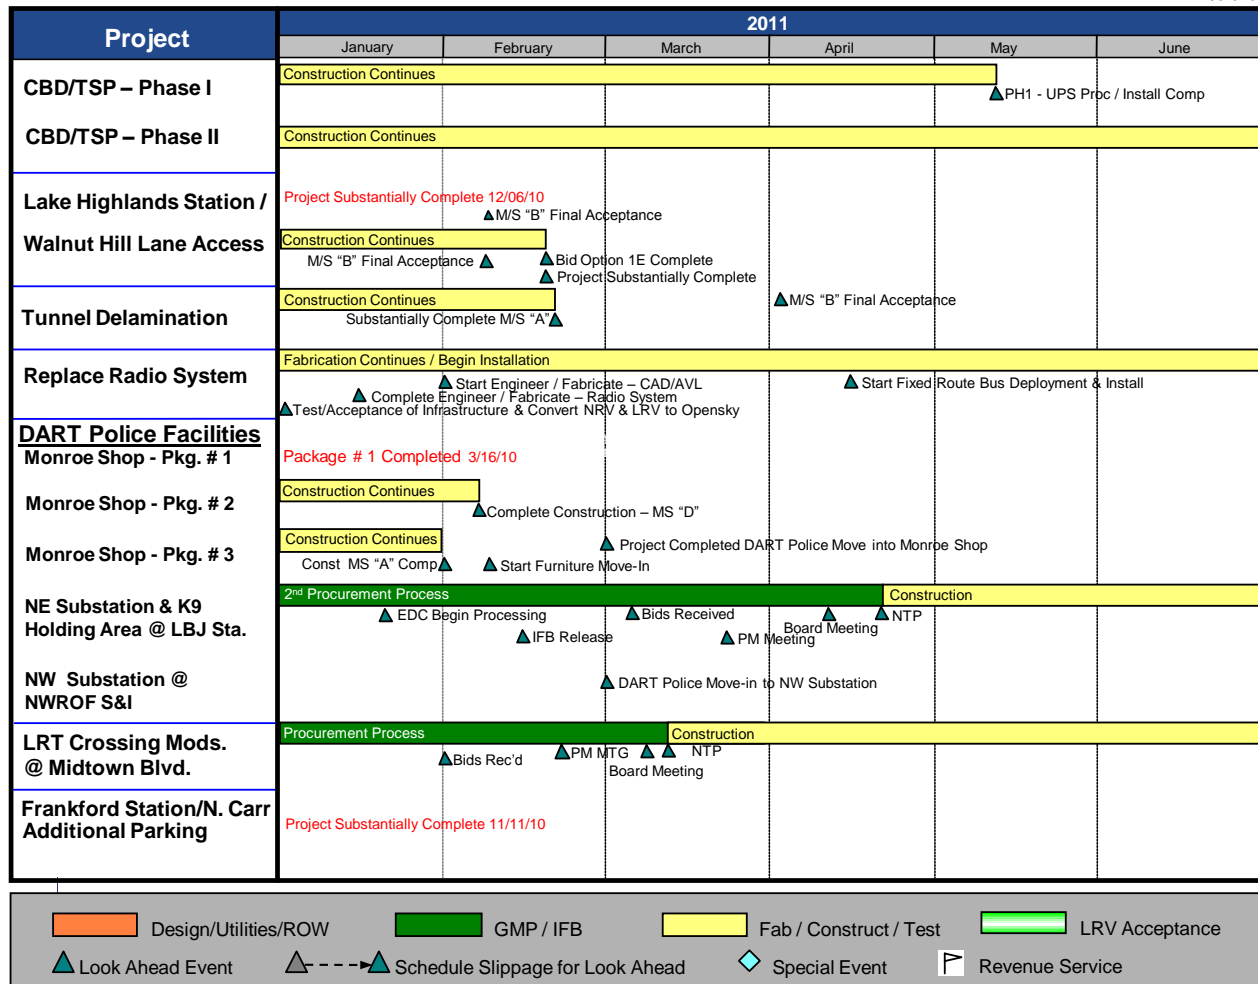 Project
2011
January February March April May June
CBD/TSP – Phase I
Construction Continues
PH1 - UPS Proc / Install Comp
CBD/TSP – Phase II
Construction Continues
Lake Highlands Station /
Walnut Hill Lane Access
Project Substantially Complete 12/06/10
M/S “B” Final Acceptance
Construction Continues
M/S “B” Final Acceptance
Bid Option 1E Complete
Project Substantially Complete
Tunnel Delamination
Construction Continues
M/S “B” Final Acceptance
Substantially Complete M/S “A”
Replace Radio System
Fabrication Continues / Begin Installation
Start Engineer / Fabricate – CAD/AVL
Start Fixed Route Bus Deployment & Install
Complete Engineer / Fabricate – Radio System
Test/Acceptance of Infrastructure & Convert NRV & LRV to Opensky
DART Police Facilities
Monroe Shop - Pkg. # 1
Package # 1 Completed 3/16/10
Monroe Shop - Pkg. # 2
Construction Continues
Complete Construction – MS “D”
Monroe Shop - Pkg. # 3
Construction Continues
Project Completed DART Police Move into Monroe Shop
Const MS “A” Comp
Start Furniture Move-In
NE Substation & K9
Holding Area @ LBJ Sta.
2nd Procurement Process
Construction
EDC Begin Processing
Bids Received
NTP
Board Meeting
IFB Release
PM Meeting
NW Substation @
NWROF S&I
DART Police Move-in to NW Substation
LRT Crossing Mods.
@ Midtown Blvd.
Procurement Process
Construction
Bids Rec’d
PM MTG
NTP
Board Meeting
Frankford Station/N. Carr
Additional Parking
Project Substantially Complete 11/11/10
Design/Utilities/ROW
GMP / IFB
Fab / Construct / Test
LRV Acceptance
Look Ahead Event
Schedule Slippage for Look Ahead
Special Event
Revenue Service